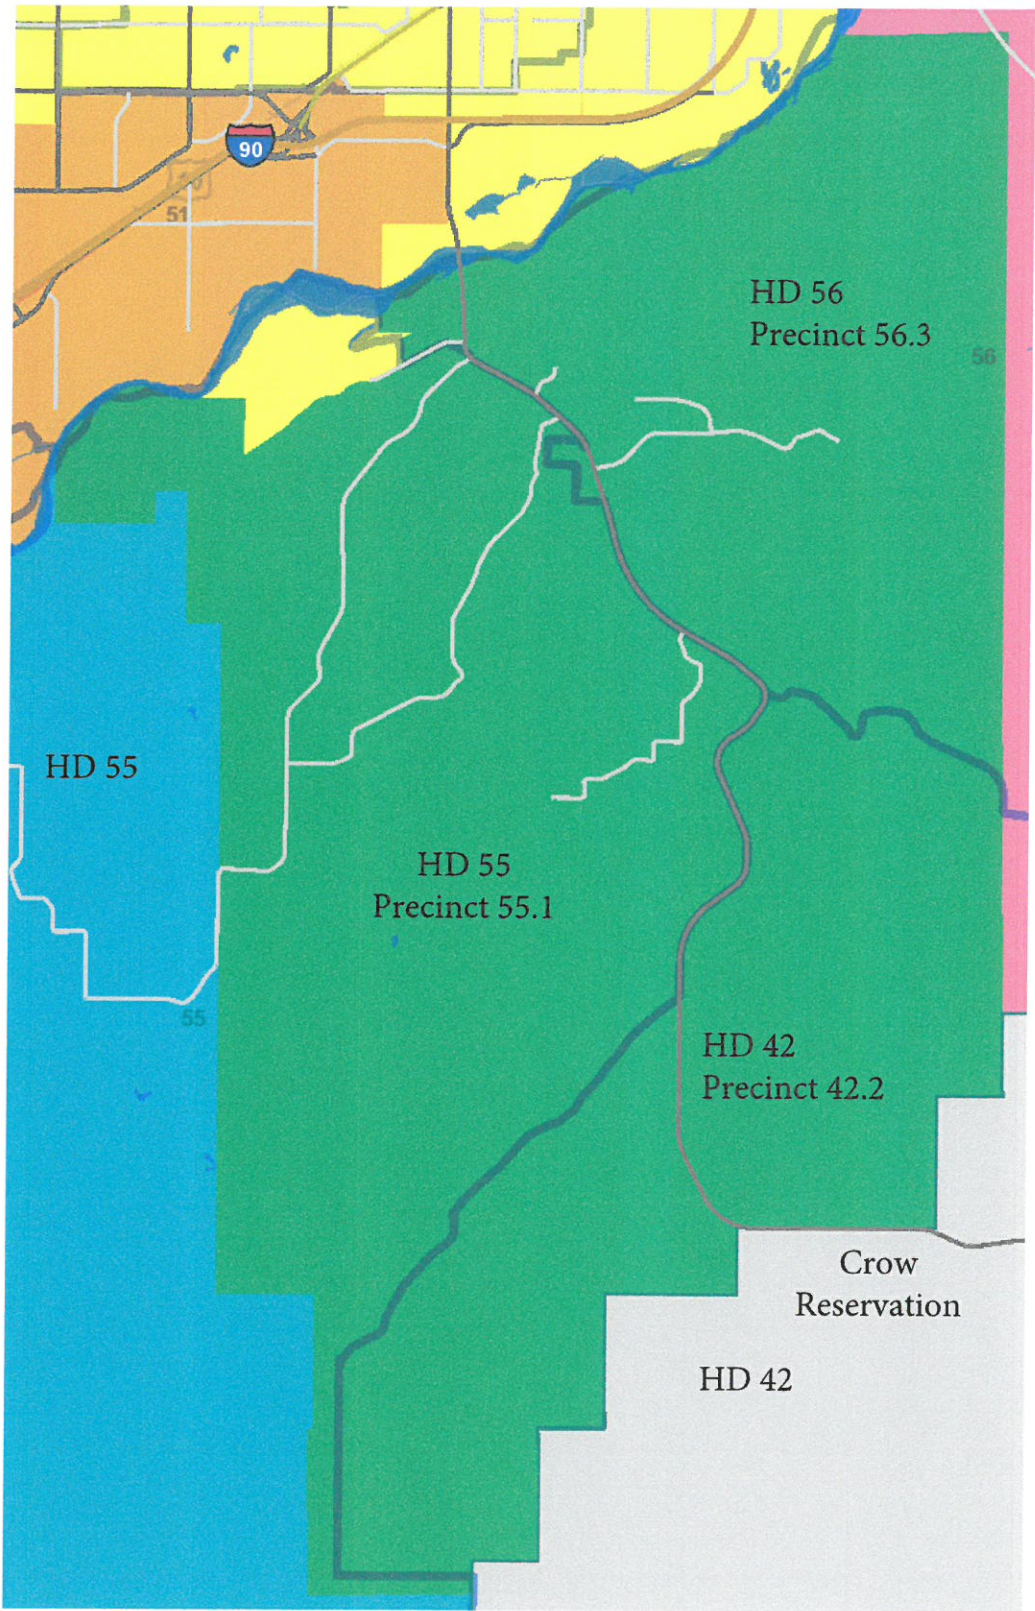 90
51
HD 56
Precinct 56.3
56
HD 55
HD 55
Precinct 55.1
55
HD 42
Precinct 42.2
Crow
Reservation
HD 42